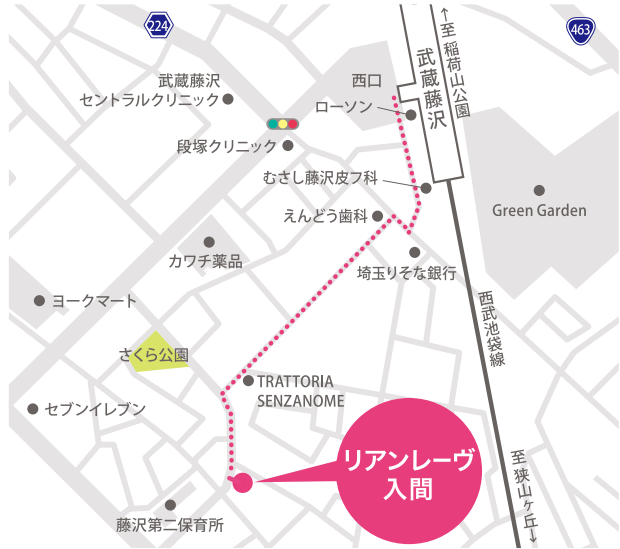 224
463
←至 稲荷山公園
武蔵藤沢
西口
武蔵藤沢
セントラルクリニック
ローソン
段塚クリニック
むさし藤沢皮フ科
えんどう歯科
Green Garden
カワチ薬品
埼玉りそな銀行
ヨークマート
西武池袋線
さくら公園
TRATTORIA
SENZANOME
セブンイレブン
リアンレーヴ
入間
至 狭山ヶ丘→
藤沢第二保育所